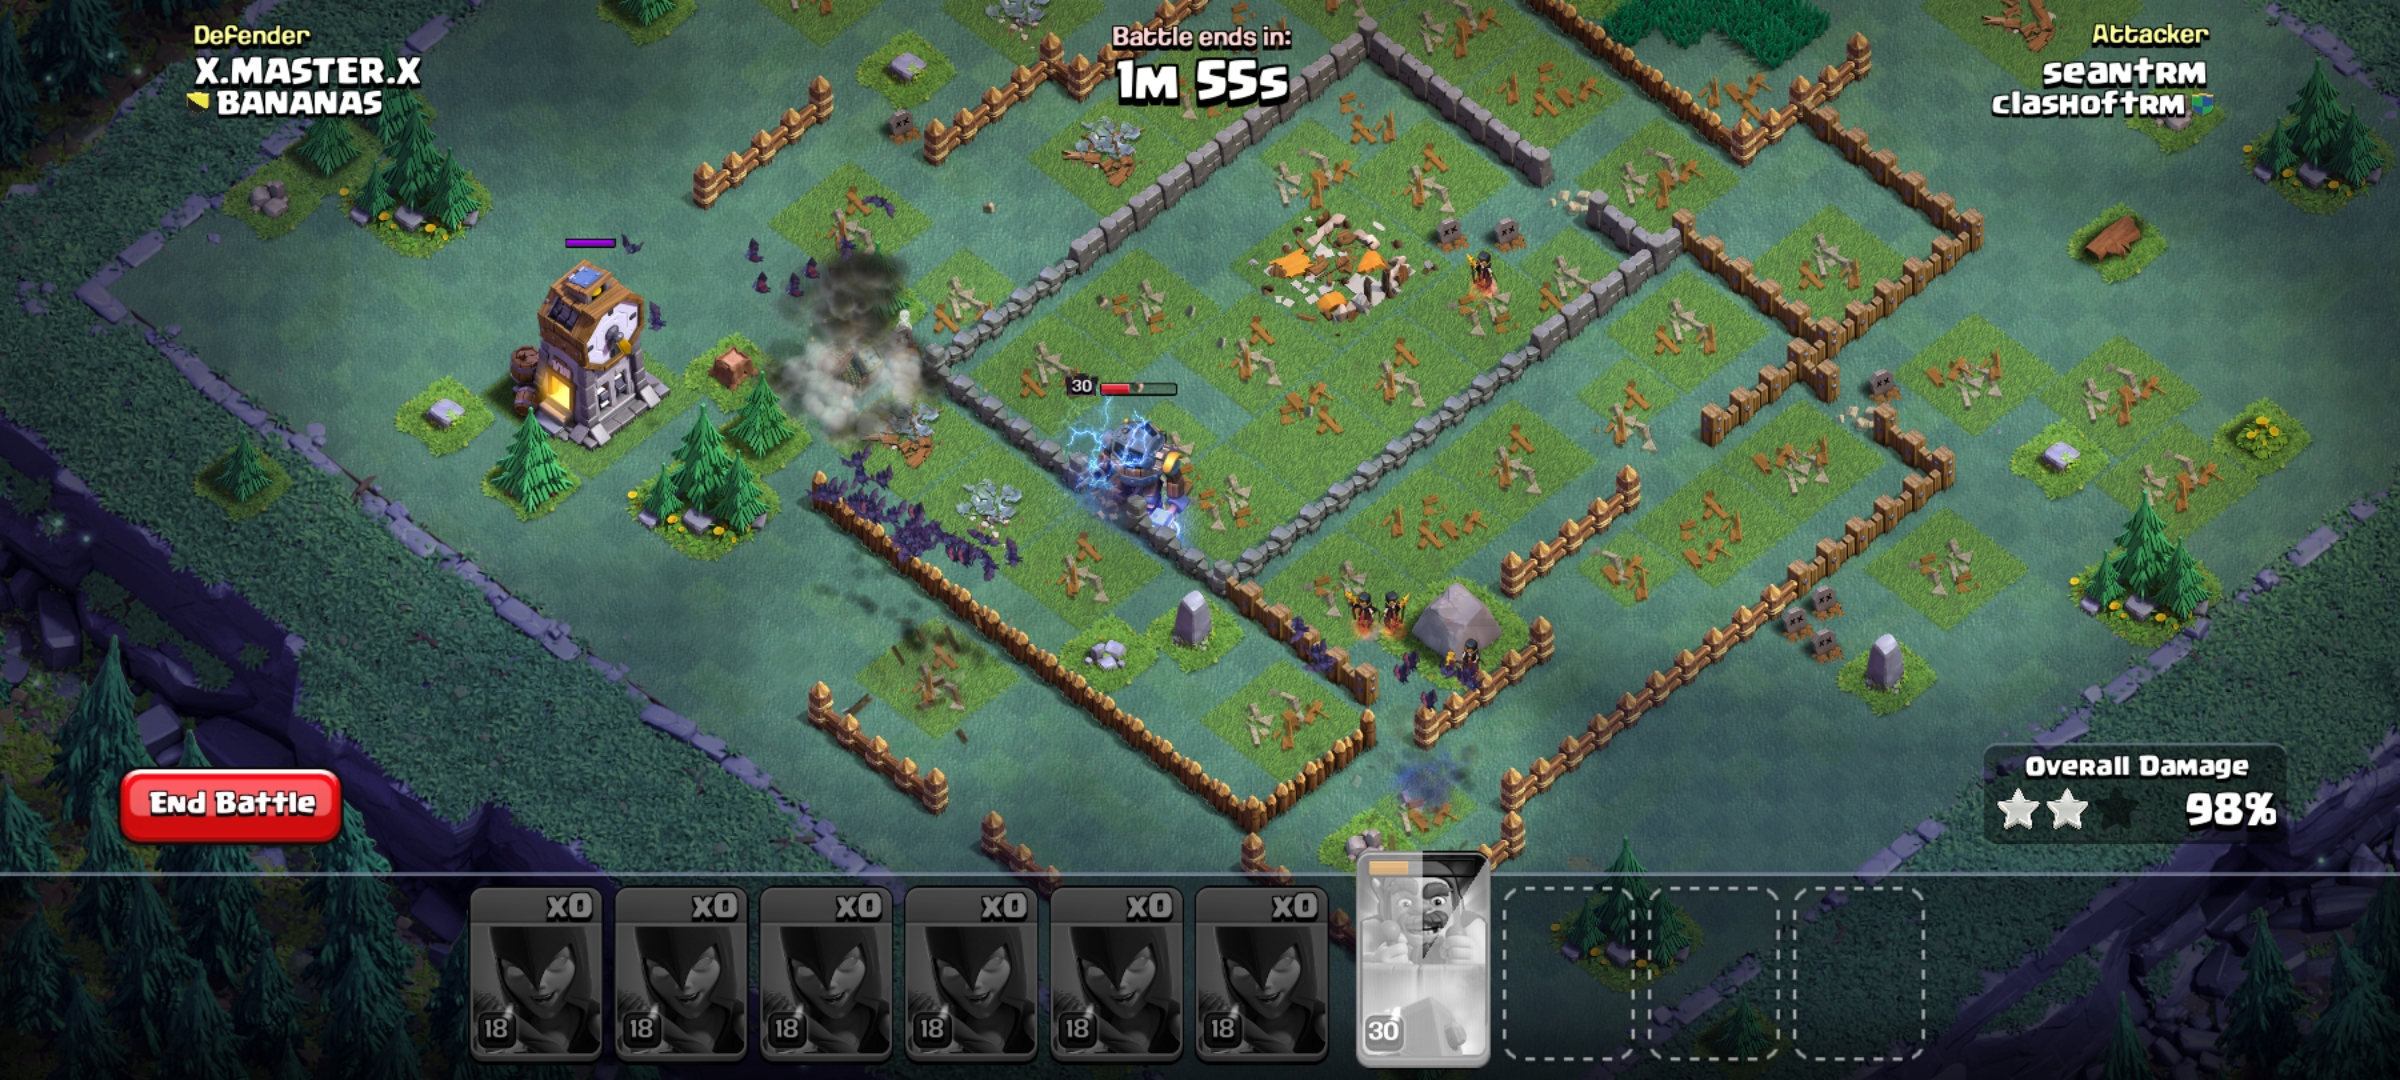 Defender
X.MASTER.X
BANANAS
Battle ends in:
1M 55s
Attacker
seantRM
clashoftRM
30
End Battle
Overall Damage
98%
x0
x0
x0
x0
x0
x0
18
18
18
18
18
18
30